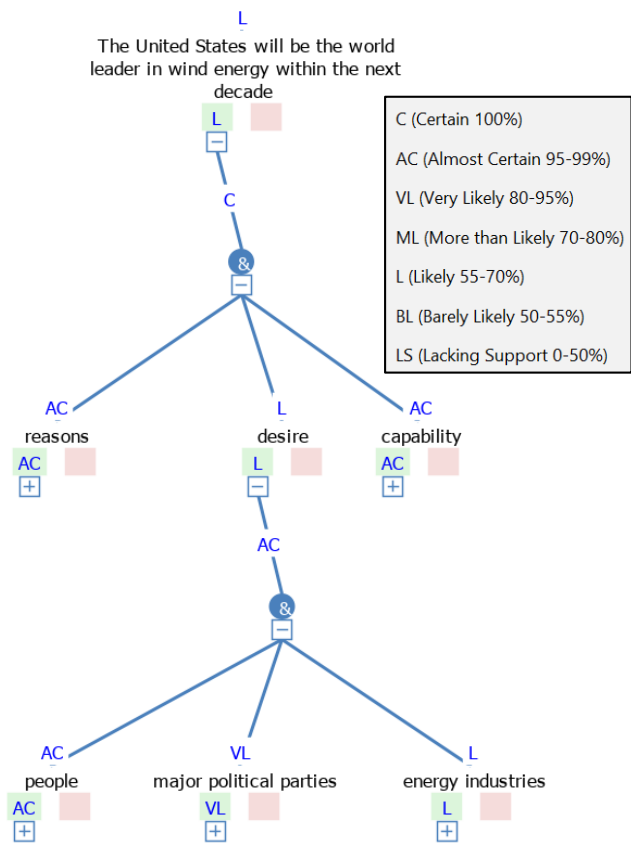 L
The United States will be the world
leader in wind energy within the next
decade
L
C (Certain 100%)
AC (Almost Certain 95-99%)
VL (Very Likely 80-95%)
ML (More than Likely 70-80%)
L (Likely 55-70%)
BL (Barely Likely 50-55%)
LS (Lacking Support 0-50%)
C
&
AC L AC
reasons desire capability
AC L AC
AC
&
AC VL L
people major political parties energy industries
AC VL L